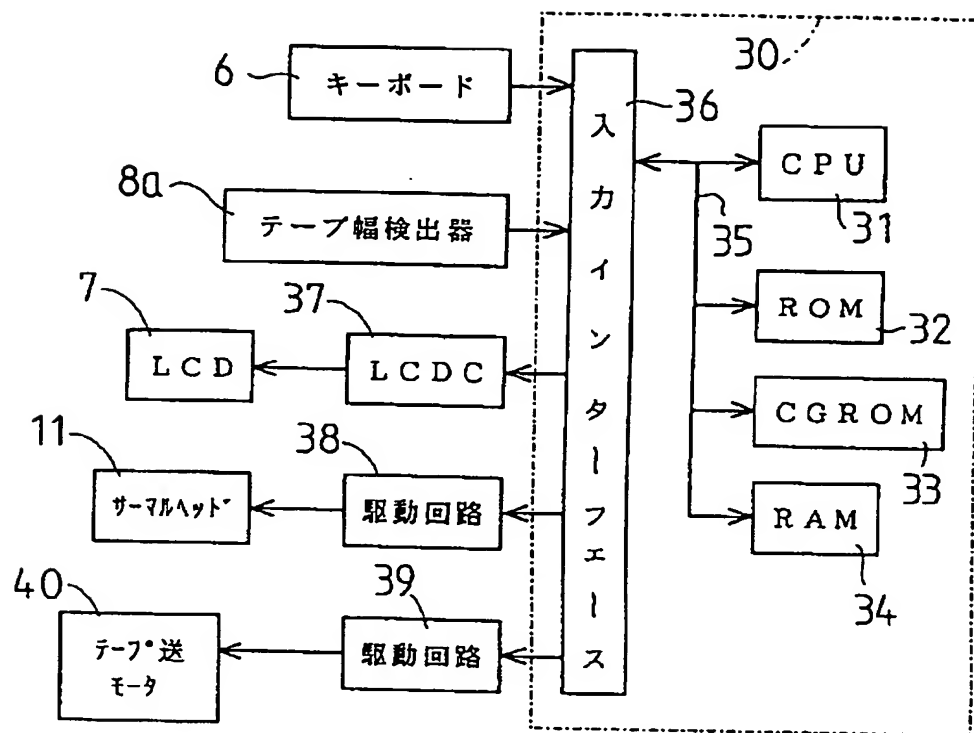 30
6
キーボード
36
入力インターフェース
CPU
31
8a
テープ幅検出器
35
7
LCD
37
LCDC
ROM
32
CGROM
33
11
サーマルヘッド
38
駆動回路
RAM
34
40
テープ送
モータ
39
駆動回路